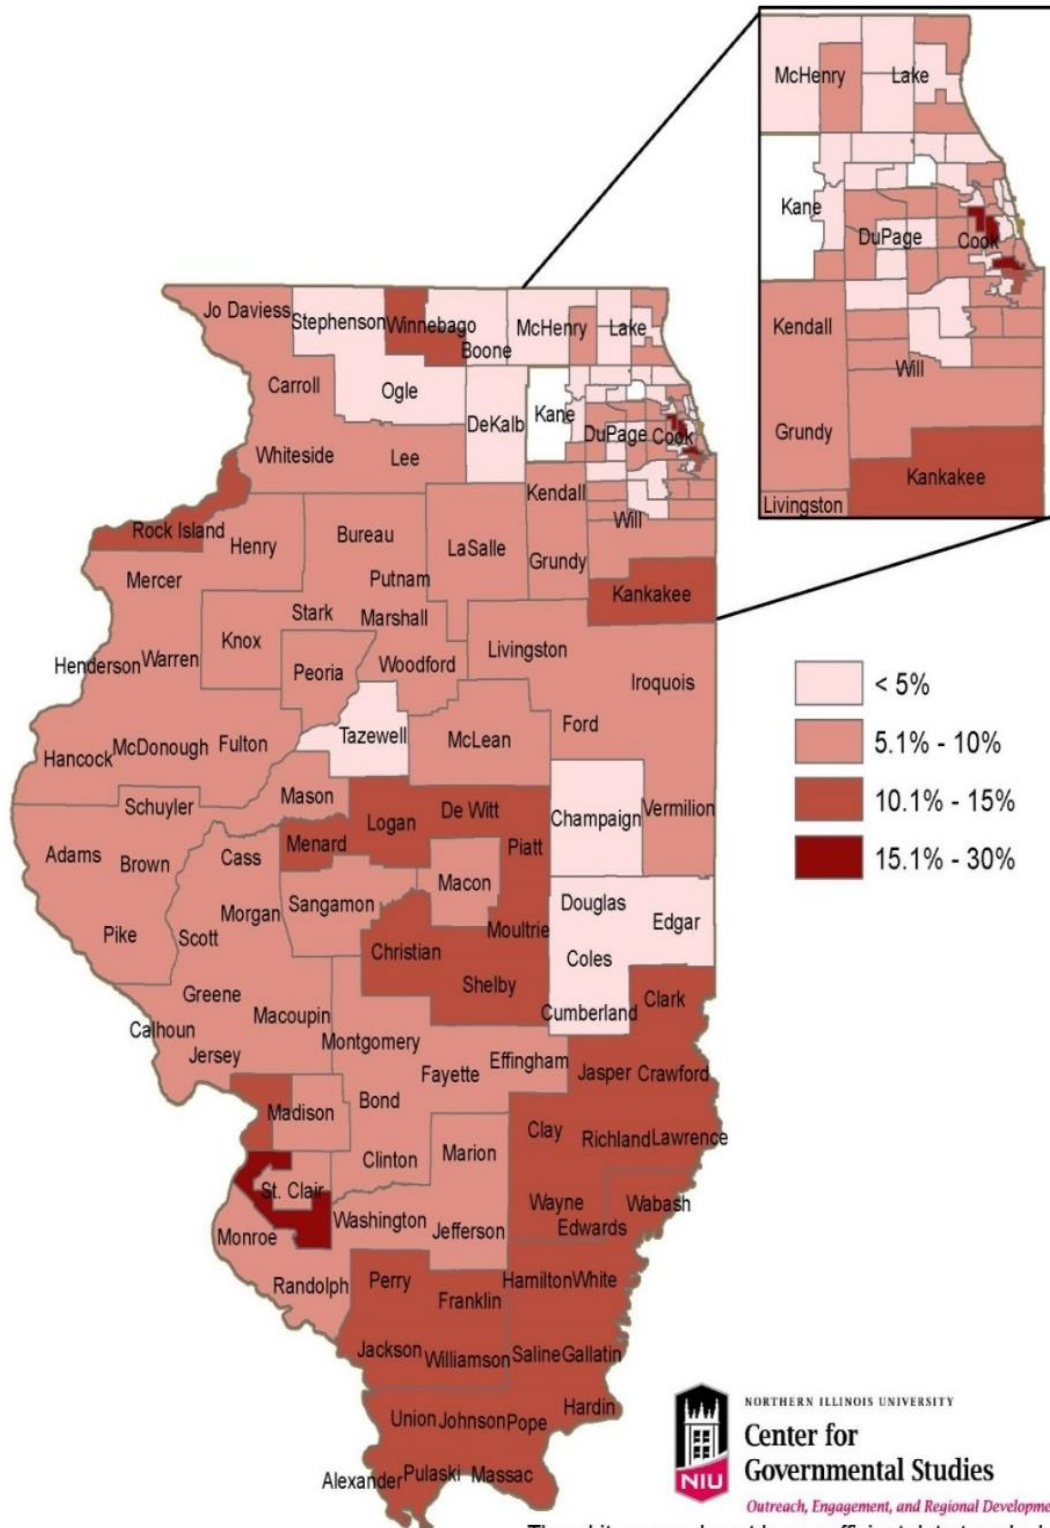 McHenry Lake
Kane
DuPage Cook
Kendall
Will
Grundy
Kankakee
Livingston
Jo Daviess
Stephenson Winnebago
Boone
McHenry Lake
Carroll
Ogle
DeKalb
Kane
DuPage Cook
Whiteside
Lee
Kendall
Will
Rock Island
Henry
Bureau
LaSalle
Grundy
Mercer
Putnam
Kankakee
Stark
Marshall
Knox
Henderson Warren
Peoria
Woodford
Livingston
Iroquois
Ford
Hancock McDonough Fulton
Tazewell
McLean
Schuyler
Mason
Logan
De Witt
Champaign Vermilion
Menard
Piatt
Adams
Brown
Cass
Macon
Sangamon
Douglas
Edgar
Morgan
Moultrie
Pike
Scott
Christian
Coles
Shelby
Greene
Macoupin
Cumberland
Clark
Calhoun
Jersey
Montgomery
Effingham
Fayette
Jasper Crawford
Madison
Bond
Clay
Richland Lawrence
Clinton
Marion
St. Clair
Wayne
Wabash
Edwards
Washington
Jefferson
Monroe
Randolph
Perry
Hamilton White
Franklin
Jackson
Williamson
Saline Gallatin
Hardin
Union Johnson Pope
Alexander Pulaski Massac
< 5%
5.1% - 10%
10.1% - 15%
15.1% - 30%
NIU
NORTHERN ILLINOIS UNIVERSITY
Center for
Governmental Studies
Outreach, Engagement, and Regional Developme